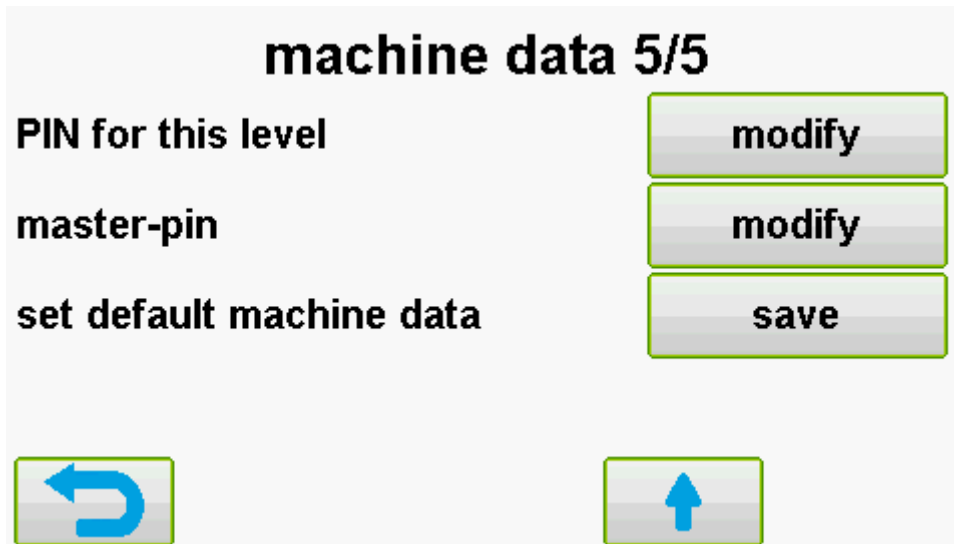 machine data 5/5
PIN for this level modify
master-pin modify
set default machine data save